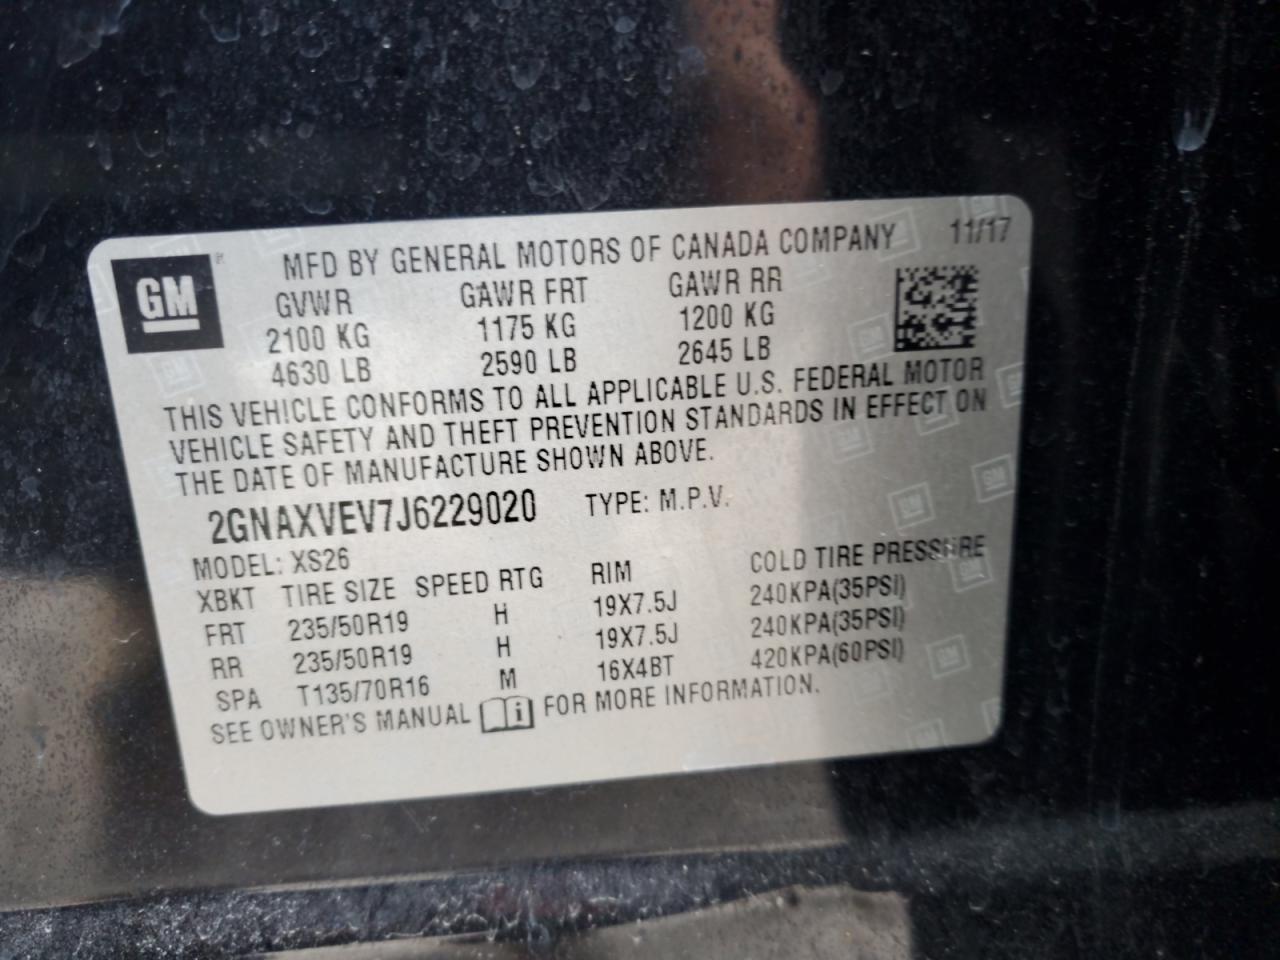 GM
MFD BY GENERAL MOTORS OF CANADA COMPANY 11/17
GVWR GAWR FRT GAWR RR
2100 KG 1175 KG 1200 KG
4630 LB 2590 LB 2645 LB
THIS VEHICLE CONFORMS TO ALL APPLICABLE U.S. FEDERAL MOTOR
VEHICLE SAFETY AND THEFT PREVENTION STANDARDS IN EFFECT ON
THE DATE OF MANUFACTURE SHOWN ABOVE.
2GNAXVEV7J6229020 TYPE: M.P.V.
MODEL: XS26
XBKT TIRE SIZE SPEED RTG RIM COLD TIRE PRESSURE
FRT 235/50R19 H 19X7.5J 240KPA(35PSI)
RR 235/50R19 H 19X7.5J 240KPA(35PSI)
SPA T135/70R16 M 16X4BT 420KPA(60PSI)
SEE OWNER'S MANUAL i FOR MORE INFORMATION.